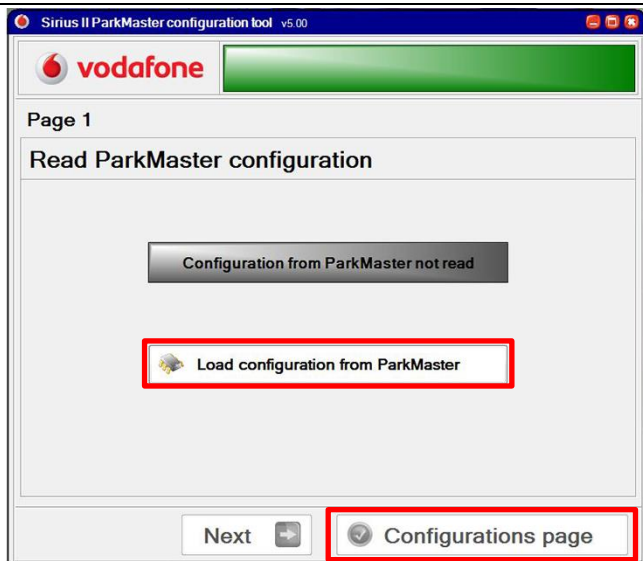 Sirius II ParkMaster configuration tool v5.00
vodafone
Page 1
Read ParkMaster configuration
Configuration from ParkMaster not read
Load configuration from ParkMaster
Next
Configurations page